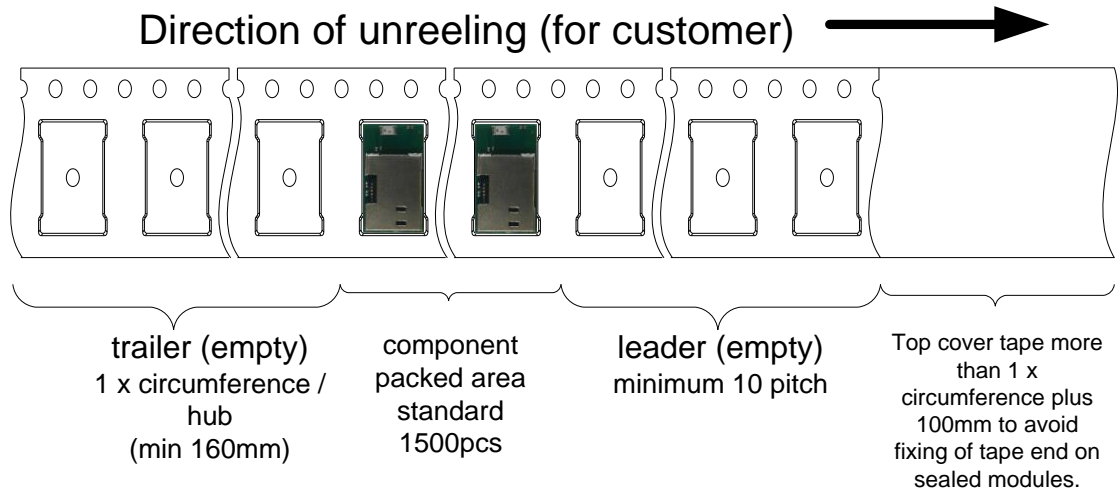 Direction of unreeling (for customer)
trailer (empty)
1 x circumference /
hub
(min 160mm)
component
packed area
standard
1500pcs
leader (empty)
minimum 10 pitch
Top cover tape more
than 1 x
circumference plus
100mm to avoid
fixing of tape end on
sealed modules.